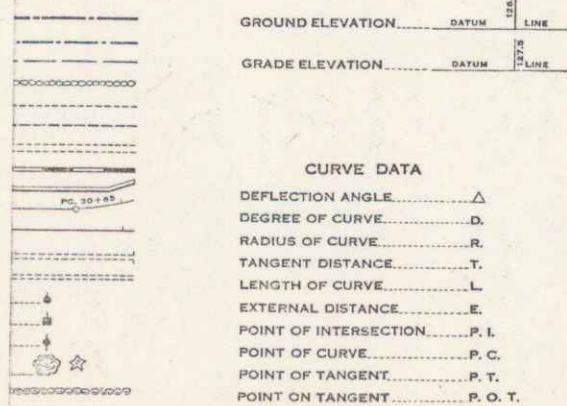 GROUND ELEVATION DATUM LINE
GRADE ELEVATION DATUM 127.5 LINE
CURVE DATA
DEFLECTION ANGLE △
DEGREE OF CURVE D.
RADIUS OF CURVE R.
PC. 30+65
TANGENT DISTANCE T.
LENGTH OF CURVE L.
EXTERNAL DISTANCE E.
POINT OF INTERSECTION P. I.
POINT OF CURVE P. C.
POINT OF TANGENT P. T.
POINT ON TANGENT P. O. T.